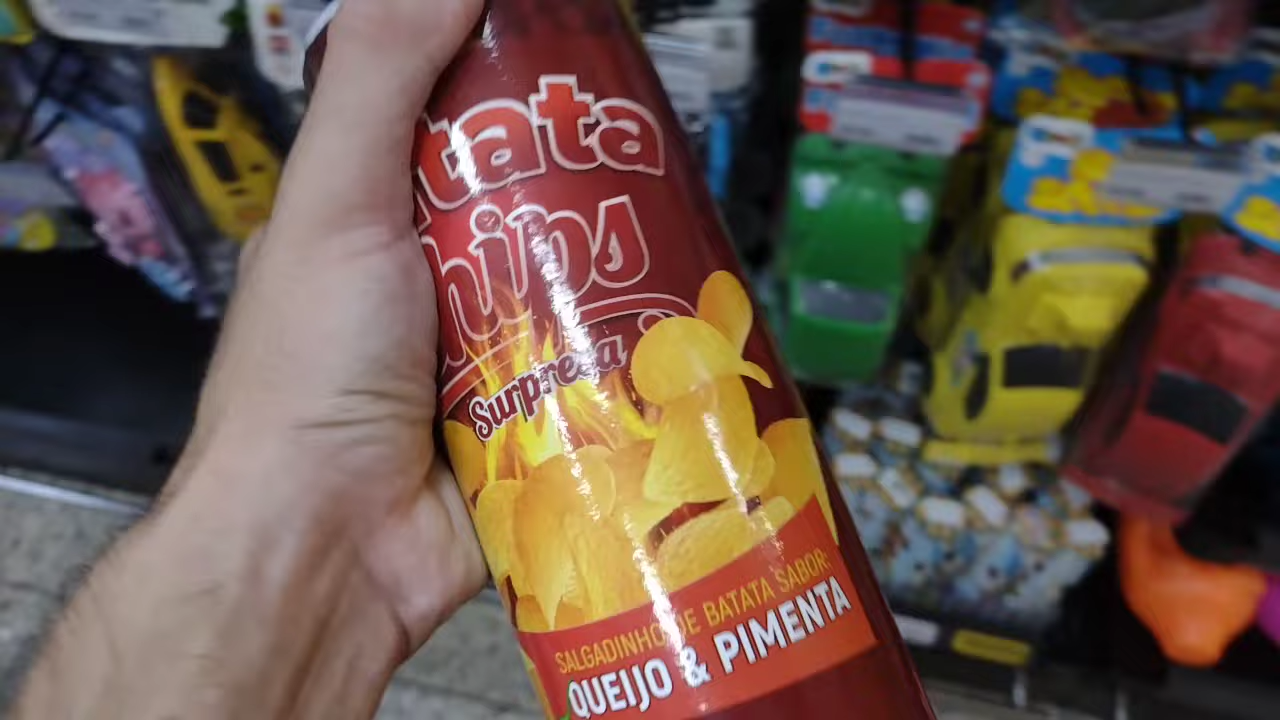 tata
hips
Surpresa
SALGADINHO DE BATATA SABOR:
QUEIJO & PIMENTA